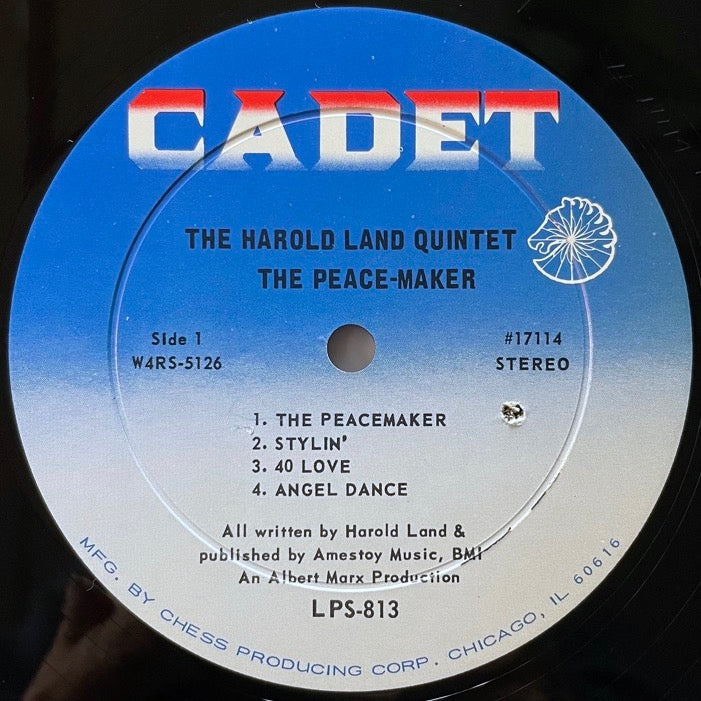 CADET
THE HAROLD LAND QUINTET
THE PEACE-MAKER
Side 1
W4RS-5126
#17114
STEREO
1. THE PEACEMAKER
2. STYLIN'
3. 40 LOVE
4. ANGEL DANCE
All written by Harold Land &
published by Amestoy Music, BMI
An Albert Marx Production
LPS-813
MFG. BY CHESS PRODUCING CORP. CHICAGO, IL 60616